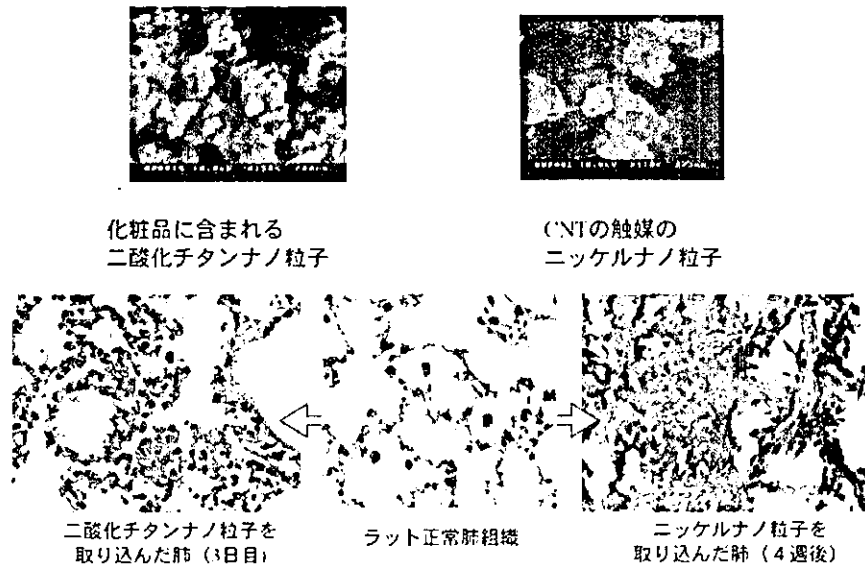 化粧品に含まれる
二酸化チタンナノ粒子
CNTの触媒の
ニッケルナノ粒子
二酸化チタンナノ粒子を
取り込んだ肺（3日目）
ラット正常肺組織
ニッケルナノ粒子を
取り込んだ肺（４週後）